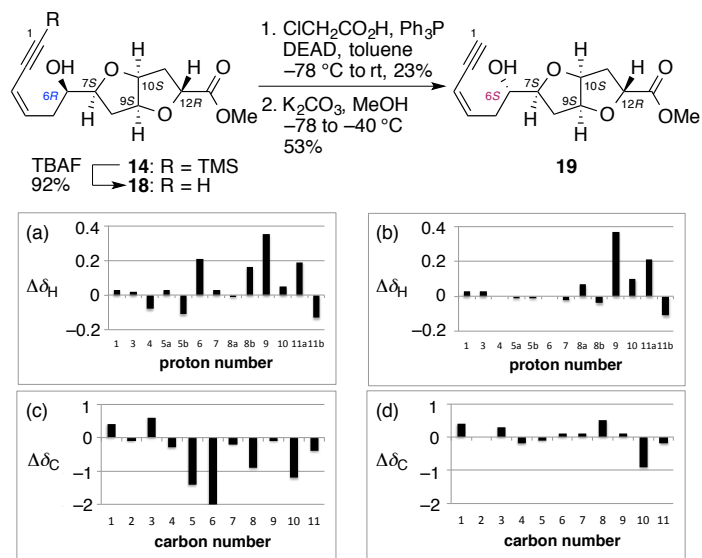 R
1
OH
6R
7S
H
O
H
10S
9S
H
O
H
12R
O
OMe
TBAF
92%
14: R = TMS
18: R = H
1. ClCH2CO2H, Ph3P
DEAD, toluene
–78 °C to rt, 23%
2. K2CO3, MeOH
–78 to –40 °C
53%
1
OH
6S
7S
H
O
H
10S
9S
H
O
H
12R
O
OMe
19
(a)
ΔδH
0.4
0.2
0
–0.2
1 3 4 5a 5b 6 7 8a 8b 9 10 11a 11b
proton number
(b)
ΔδH
0.4
0.2
0
–0.2
1 3 4 5a 5b 6 7 8a 8b 9 10 11a 11b
proton number
(c)
ΔδC
1
0
–1
–2
1 2 3 4 5 6 7 8 9 10 11
carbon number
(d)
ΔδC
1
0
–1
–2
1 2 3 4 5 6 7 8 9 10 11
carbon number